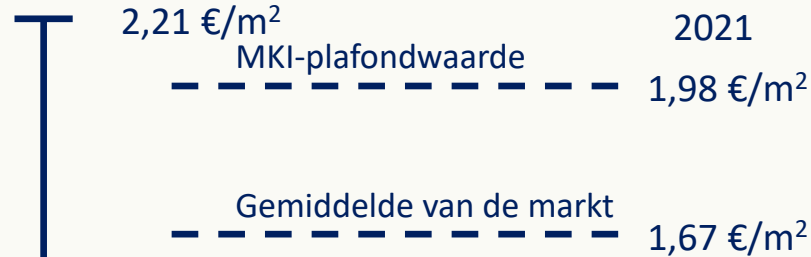 2,21 €/m²
2021
MKI-plafondwaarde
1,98 €/m²
Gemiddelde van de markt
1,67 €/m²